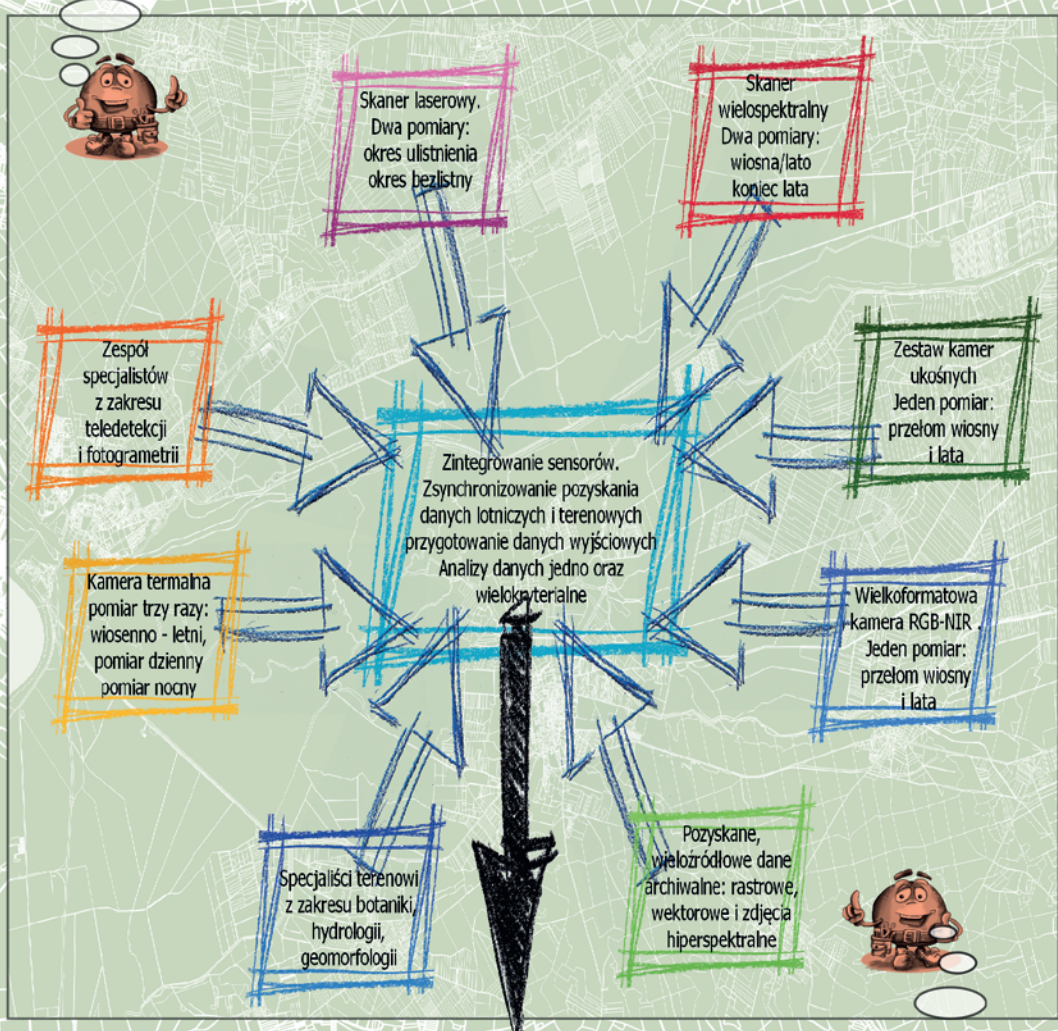 Skaner laserowy.
Dwa pomiary:
okres ulistnienia
okres bezlistny
Skaner
wielospektralny
Dwa pomiary:
wiosna/lato
koniec lata
Zespół
specjalistów
z zakresu
teledetekcji
i fotogrametrii
Zestaw kamer
ukośnych
Jeden pomiar:
przełom wiosny
i lata
Zintegrowanie sensorów.
Zsynchronizowanie pozyskania
danych lotniczych i terenowych
przygotowanie danych wyjściowych
Analizy danych jedno oraz
wielokryterialne
Kamera termalna
pomiar trzy razy:
wiosenno - letni,
pomiar dzienny
pomiar nocny
Wielkoformatowa
kamera RGB-NIR .
Jeden pomiar:
przełom wiosny
i lata
Specjaliści terenowi
z zakresu botaniki,
hydrologii,
geomorfologii
Pozyskane,
wieloźródłowe dane
archiwalne: rastrowe,
wektorowe i zdjęcia
hiperspektralne